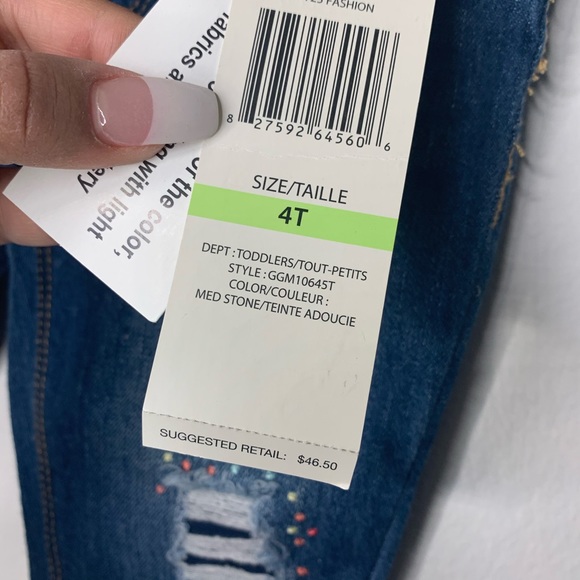 FASHION
8 27592 64560 6
SIZE/TAILLE
4T
DEPT : TODDLERS/TOUT-PETITS
STYLE : GGM10645T
COLOR/COULEUR :
MED STONE/TEINTE ADOUCIE
SUGGESTED RETAIL: $46.50
fabrics
or the color,
with light